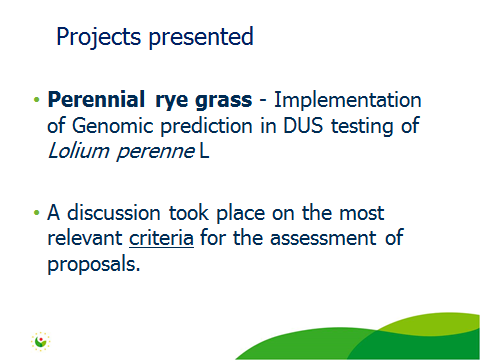 Projects presented
• Perennial rye grass - Implementation
of Genomic prediction in DUS testing of
Lolium perenne L
• A discussion took place on the most
relevant criteria for the assessment of
proposals.